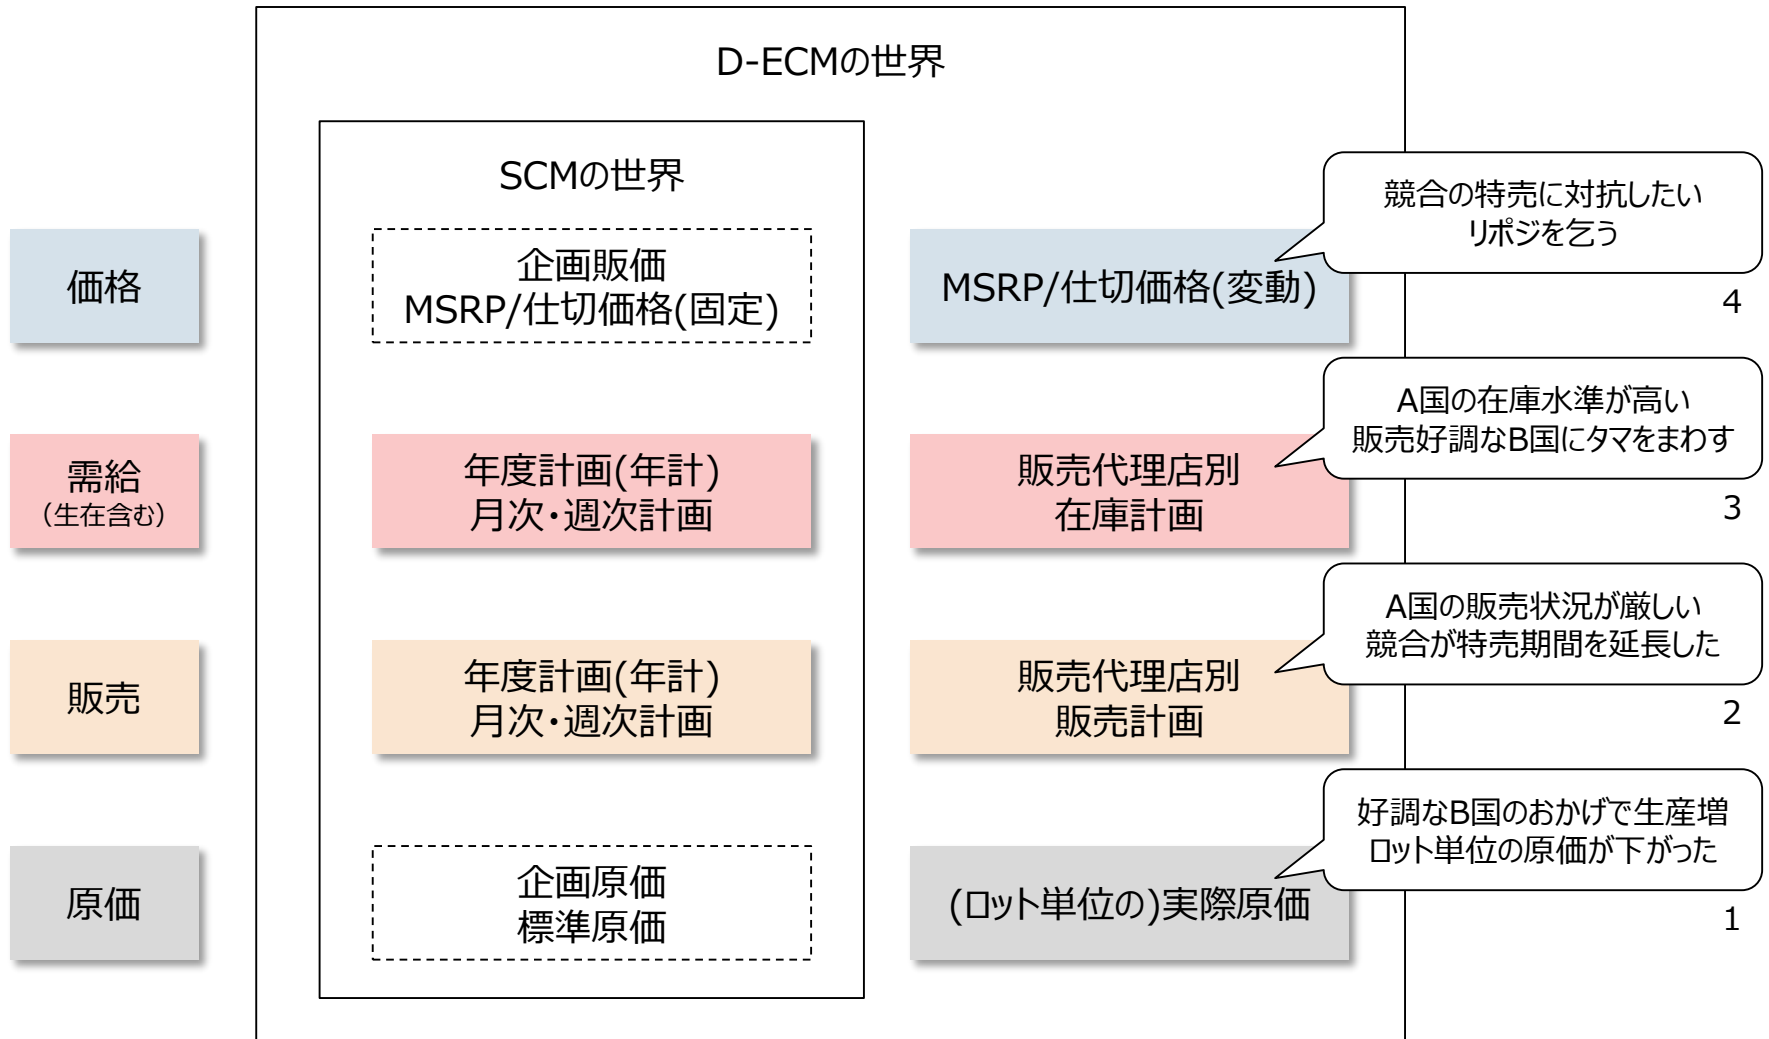 D-ECMの世界
SCMの世界
価格
企画販価
MSRP/仕切価格(固定)
MSRP/仕切価格(変動)
競合の特売に対抗したい
リポジを乞う
4
需給
（生在含む）
年度計画(年計)
月次・週次計画
販売代理店別
在庫計画
A国の在庫水準が高い
販売好調なB国にタマをまわす
3
販売
年度計画(年計)
月次・週次計画
販売代理店別
販売計画
A国の販売状況が厳しい
競合が特売期間を延長した
2
原価
企画原価
標準原価
(ロット単位の)実際原価
好調なB国のおかげで生産増
ロット単位の原価が下がった
1